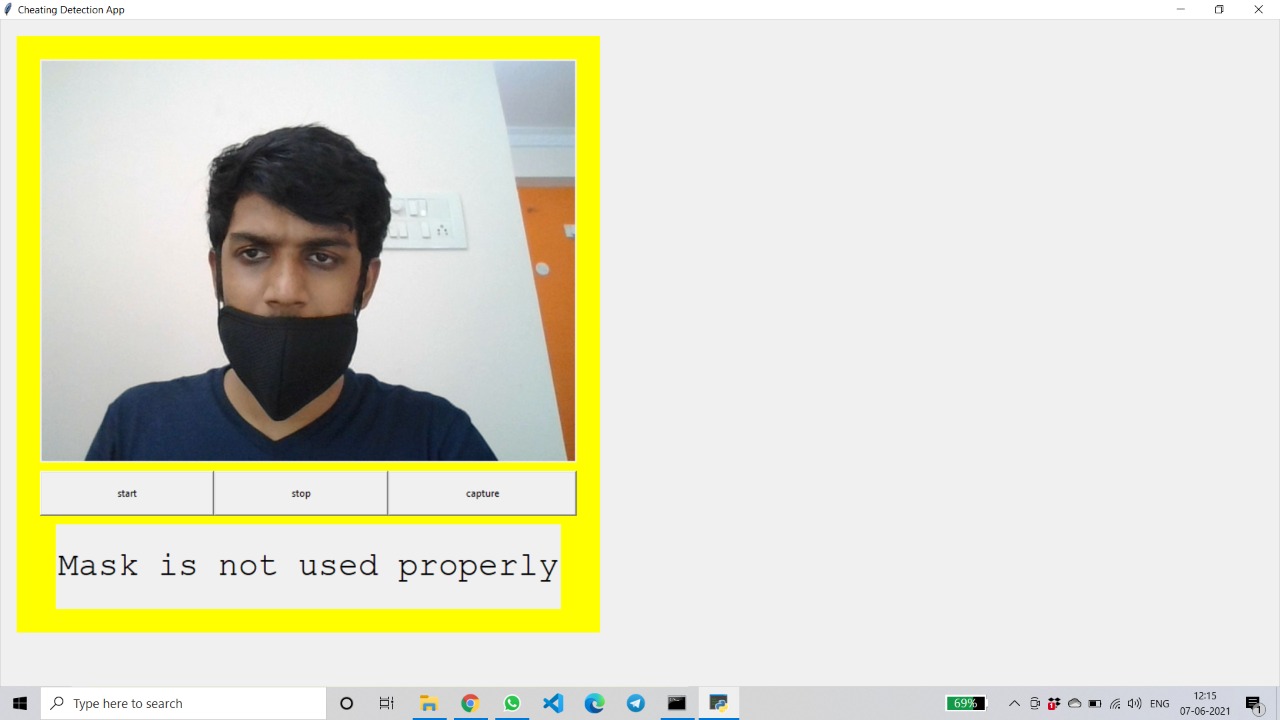 Cheating Detection App
start
stop
capture
Mask is not used properly
Type here to search
69%
ENG
12:15
07-06-2021
1